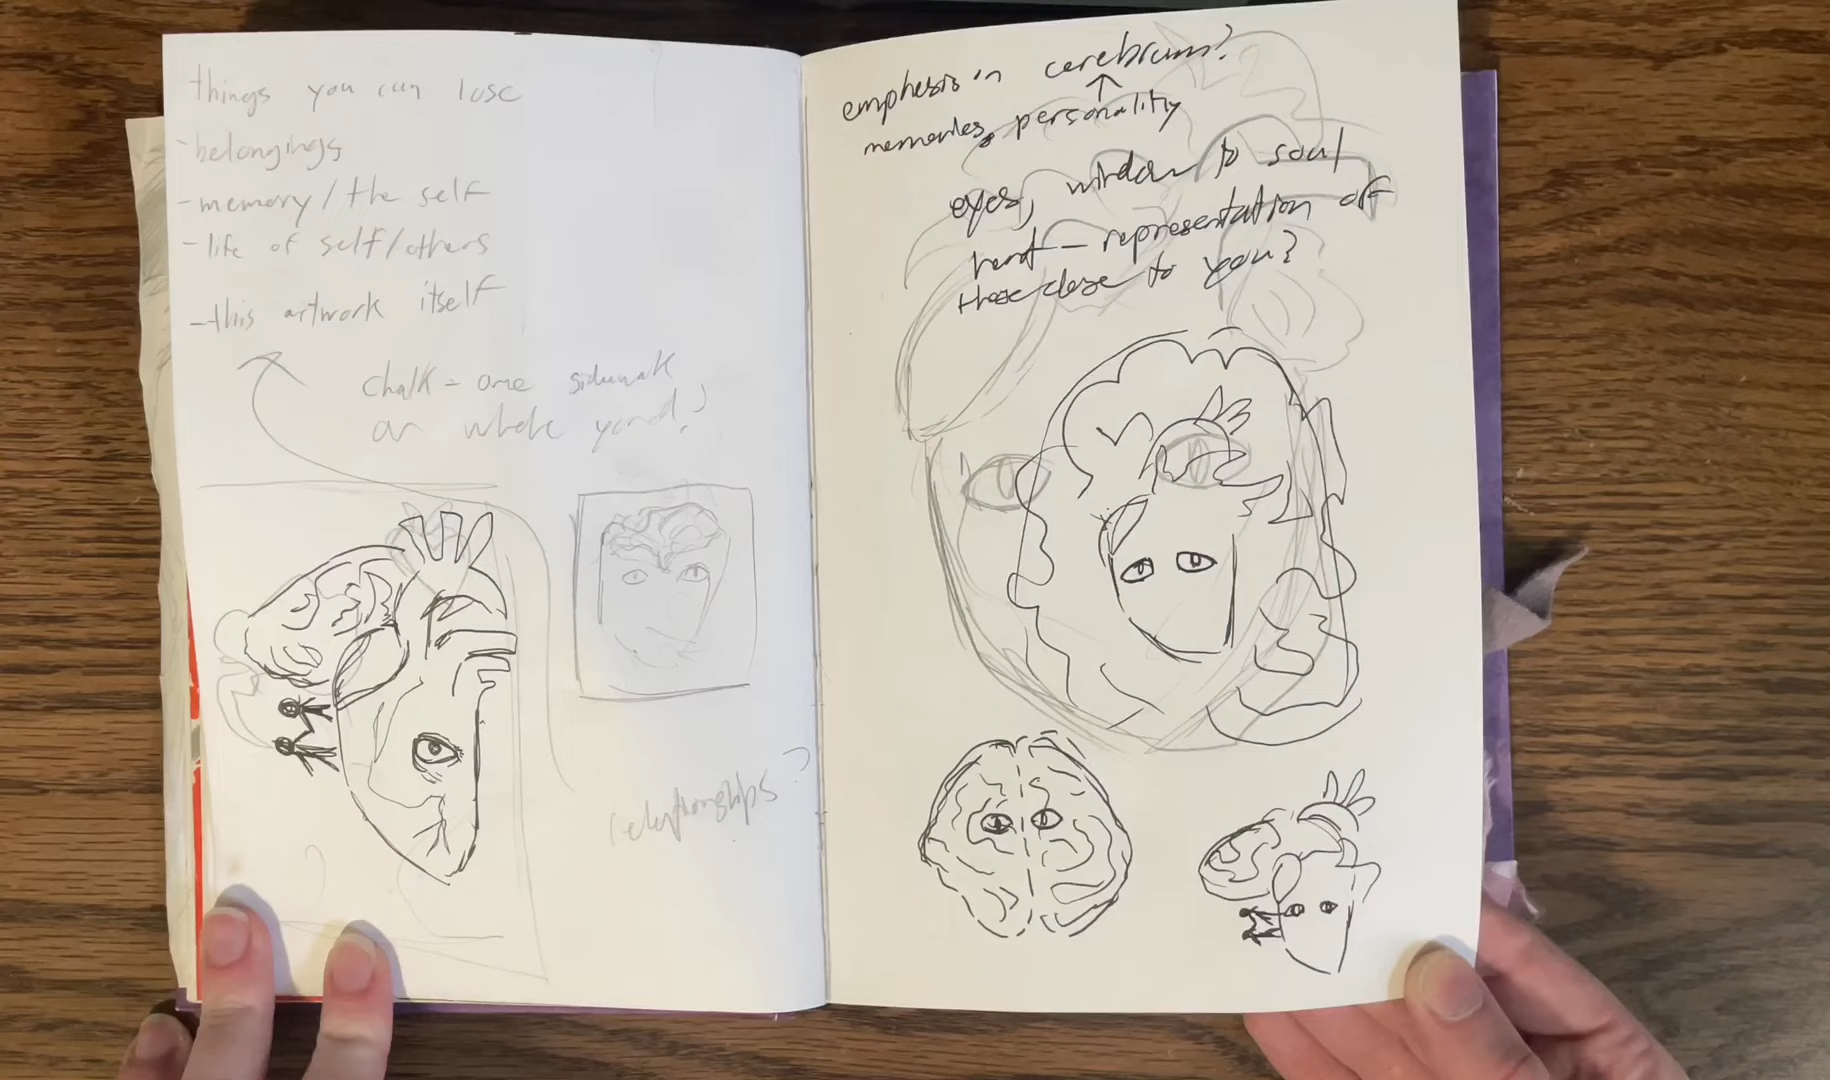 things you can lose
- belongings
- memory/the self
- life of self/others
- this artwork itself
chalk - one sidewalk
or whole yard?
relationships?
emphesis in cerebrum?
memories, personality
eyes, window to soul
heart - representation of
those close to you?